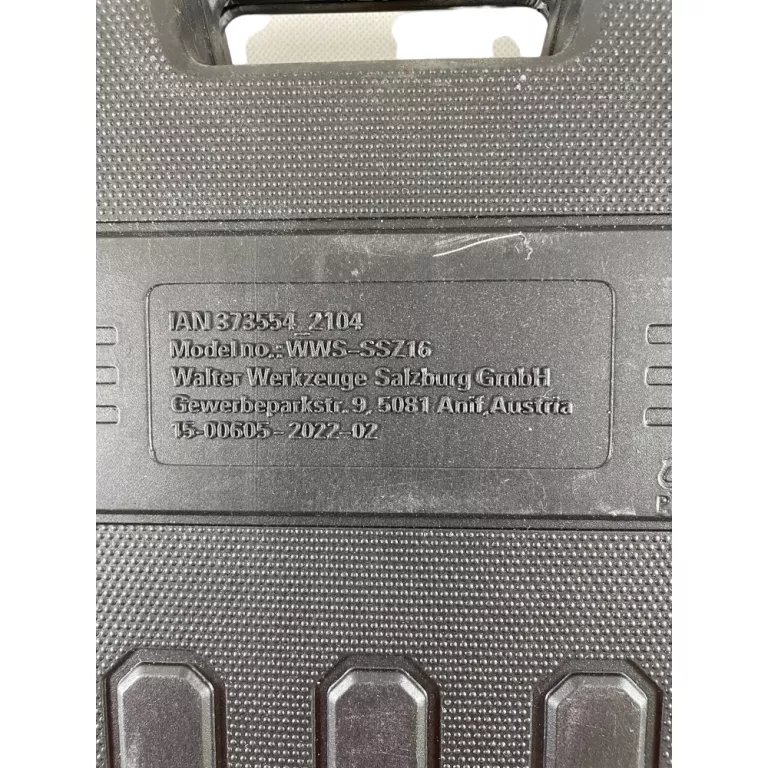 IAN 373554_2104
Model no.: WWS-SSZ16
Walter Werkzeuge Salzburg GmbH
Gewerbeparkstr. 9, 5081 Anif, Austria
15-00605-2022-02